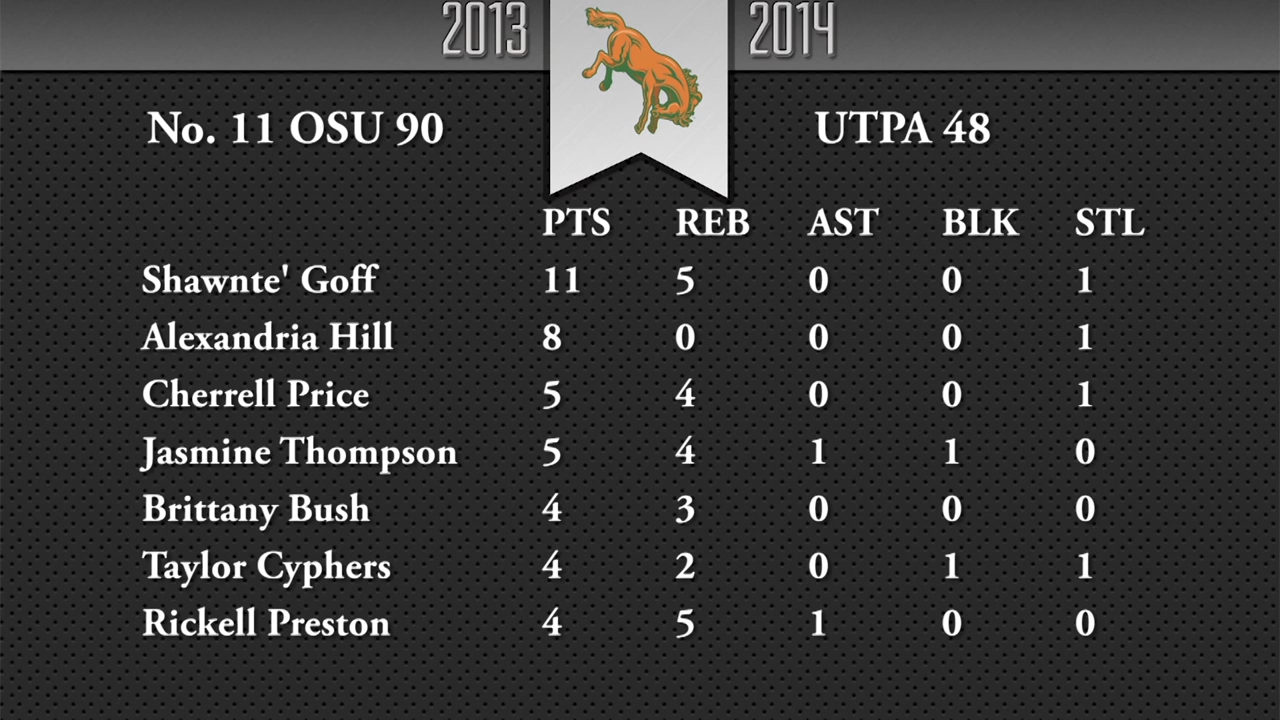 2013 2014
No. 11 OSU 90 UTPA 48
PTS REB AST BLK STL
Shawnte' Goff 11 5 0 0 1
Alexandria Hill 8 0 0 0 1
Cherrell Price 5 4 0 0 1
Jasmine Thompson 5 4 1 1 0
Brittany Bush 4 3 0 0 0
Taylor Cyphers 4 2 0 1 1
Rickell Preston 4 5 1 0 0